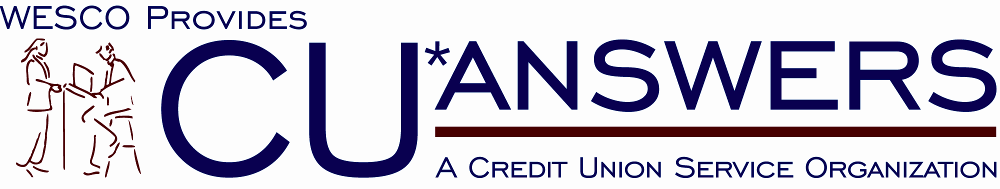 WESCO PROVIDES
CU*ANSWERS
A CREDIT UNION SERVICE ORGANIZATION